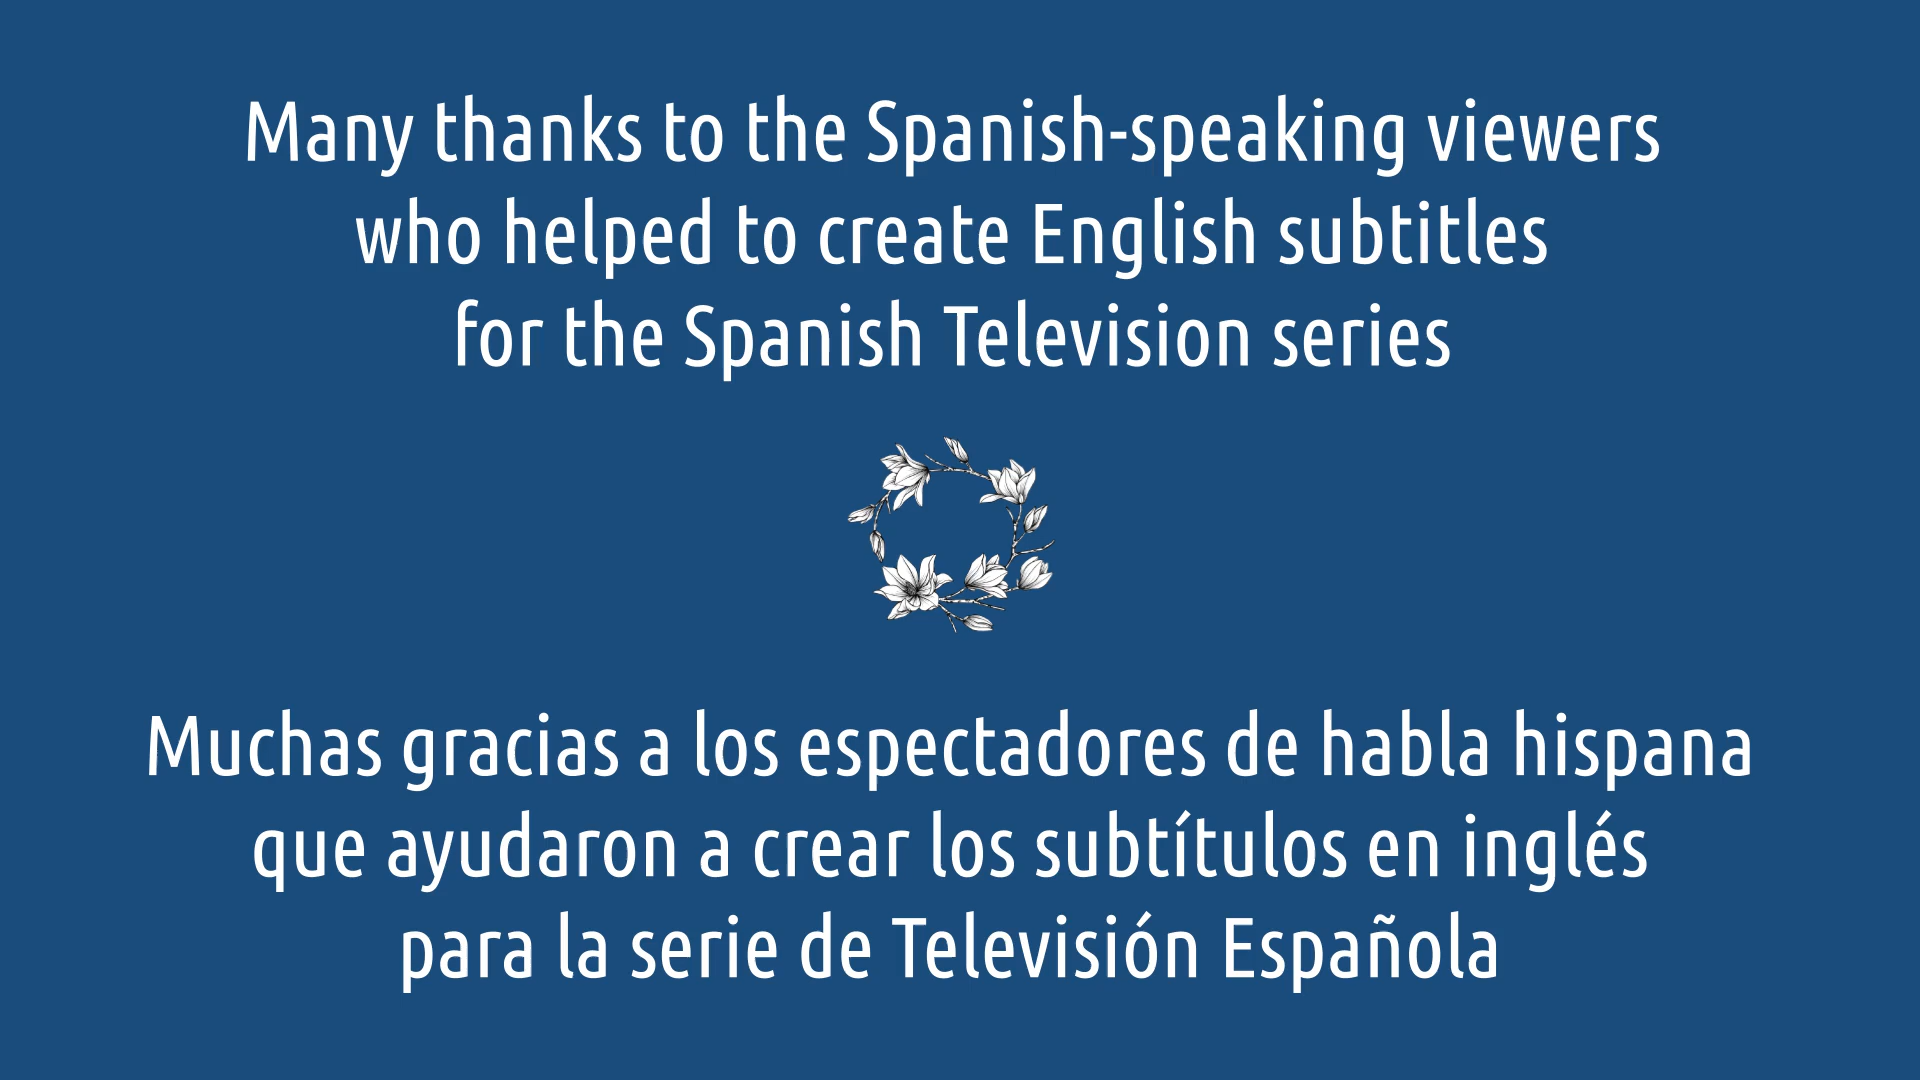 Many thanks to the Spanish-speaking viewers
who helped to create English subtitles
for the Spanish Television series
Muchas gracias a los espectadores de habla hispana
que ayudaron a crear los subtítulos en inglés
para la serie de Televisión Española